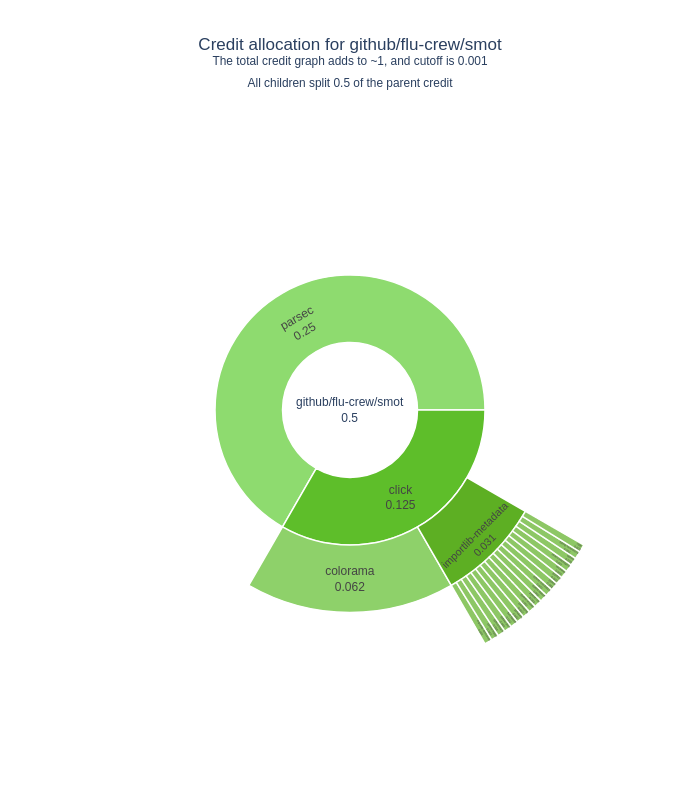 Credit allocation for github/flu-crew/smot
The total credit graph adds to ~1, and cutoff is 0.001
All children split 0.5 of the parent credit
parsec
0.25
github/flu-crew/smot
0.5
click
0.125
importlib-metadata
0.031
colorama
0.062